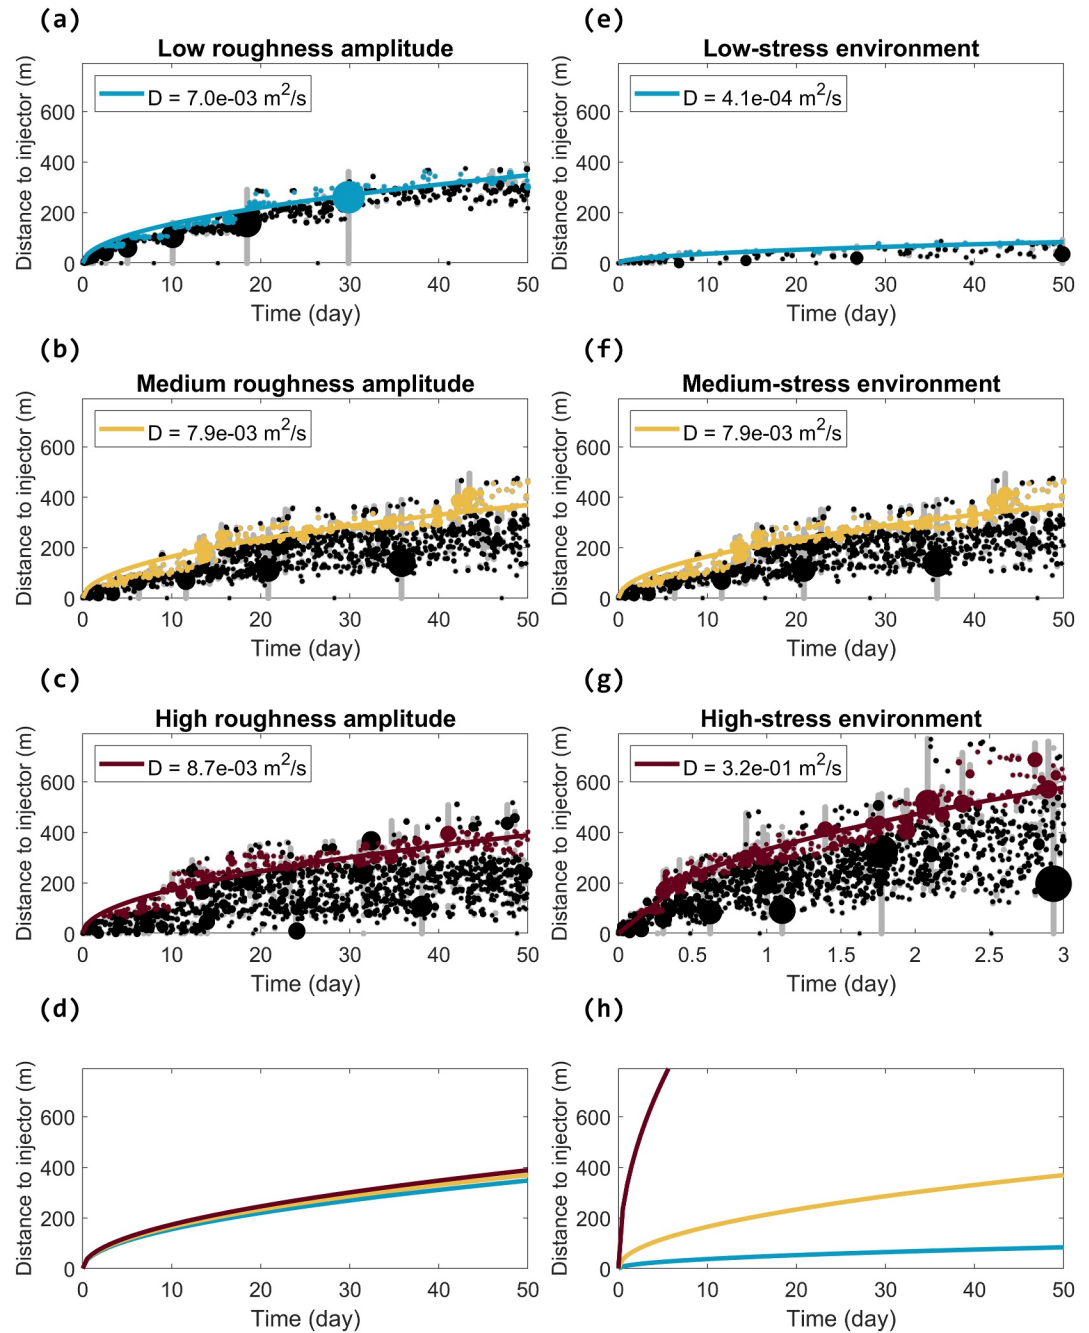 (a)
Low roughness amplitude
D = 7.0e-03 m²/s
Distance to injector (m)
600
400
200
0
0 10 20 30 40 50
Time (day)
(e)
Low-stress environment
D = 4.1e-04 m²/s
Distance to injector (m)
600
400
200
0
0 10 20 30 40 50
Time (day)
(b)
Medium roughness amplitude
D = 7.9e-03 m²/s
Distance to injector (m)
600
400
200
0
0 10 20 30 40 50
Time (day)
(f)
Medium-stress environment
D = 7.9e-03 m²/s
Distance to injector (m)
600
400
200
0
0 10 20 30 40 50
Time (day)
(c)
High roughness amplitude
D = 8.7e-03 m²/s
Distance to injector (m)
600
400
200
0
0 10 20 30 40 50
Time (day)
(g)
High-stress environment
D = 3.2e-01 m²/s
Distance to injector (m)
600
400
200
0
0 0.5 1 1.5 2 2.5 3
Time (day)
(d)
Distance to injector (m)
600
400
200
0
0 10 20 30 40 50
Time (day)
(h)
Distance to injector (m)
600
400
200
0
0 10 20 30 40 50
Time (day)